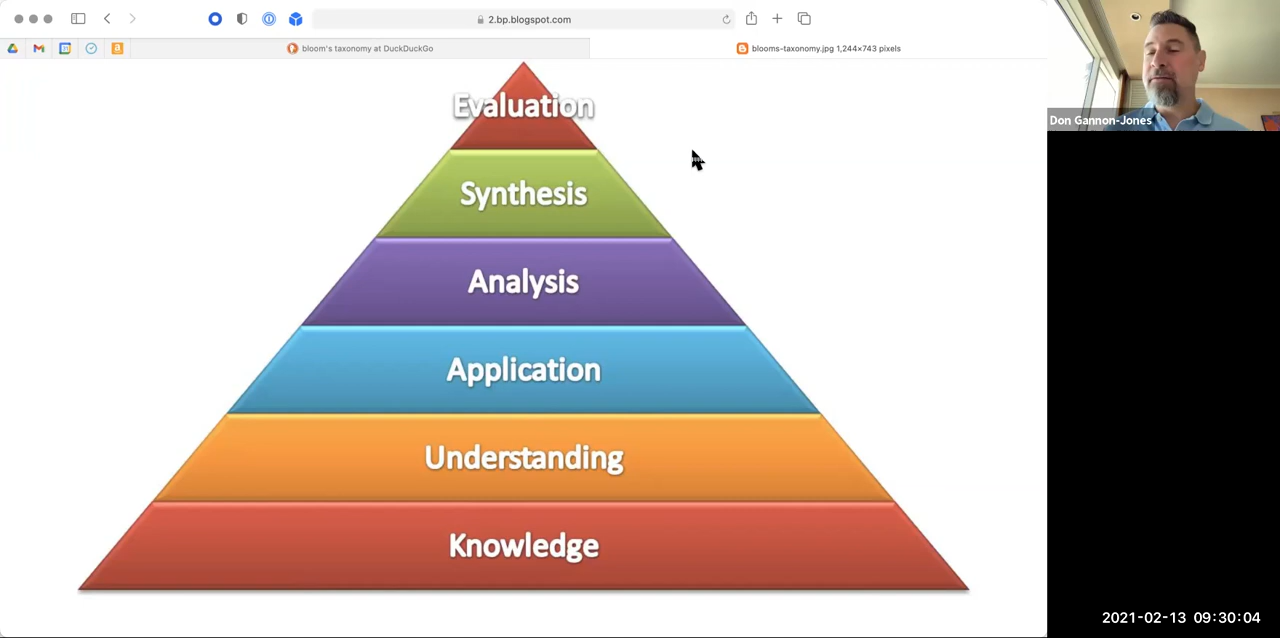 2.bp.blogspot.com
bloom's taxonomy at DuckDuckGo
blooms-taxonomy.jpg 1,244×743 pixels
Evaluation
Synthesis
Analysis
Application
Understanding
Knowledge
Don Gannon-Jones
2021-02-13 09:30:04